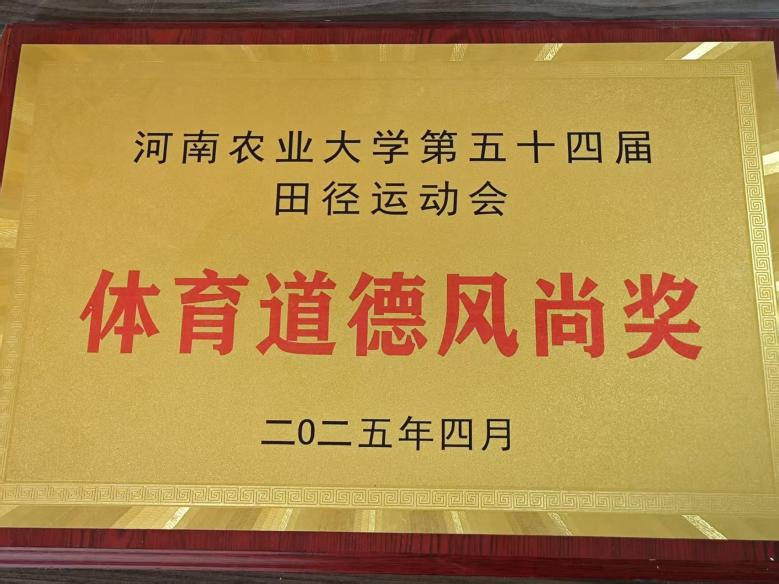 河南农业大学第五十四届
田径运动会
体育道德风尚奖
二0二五年四月